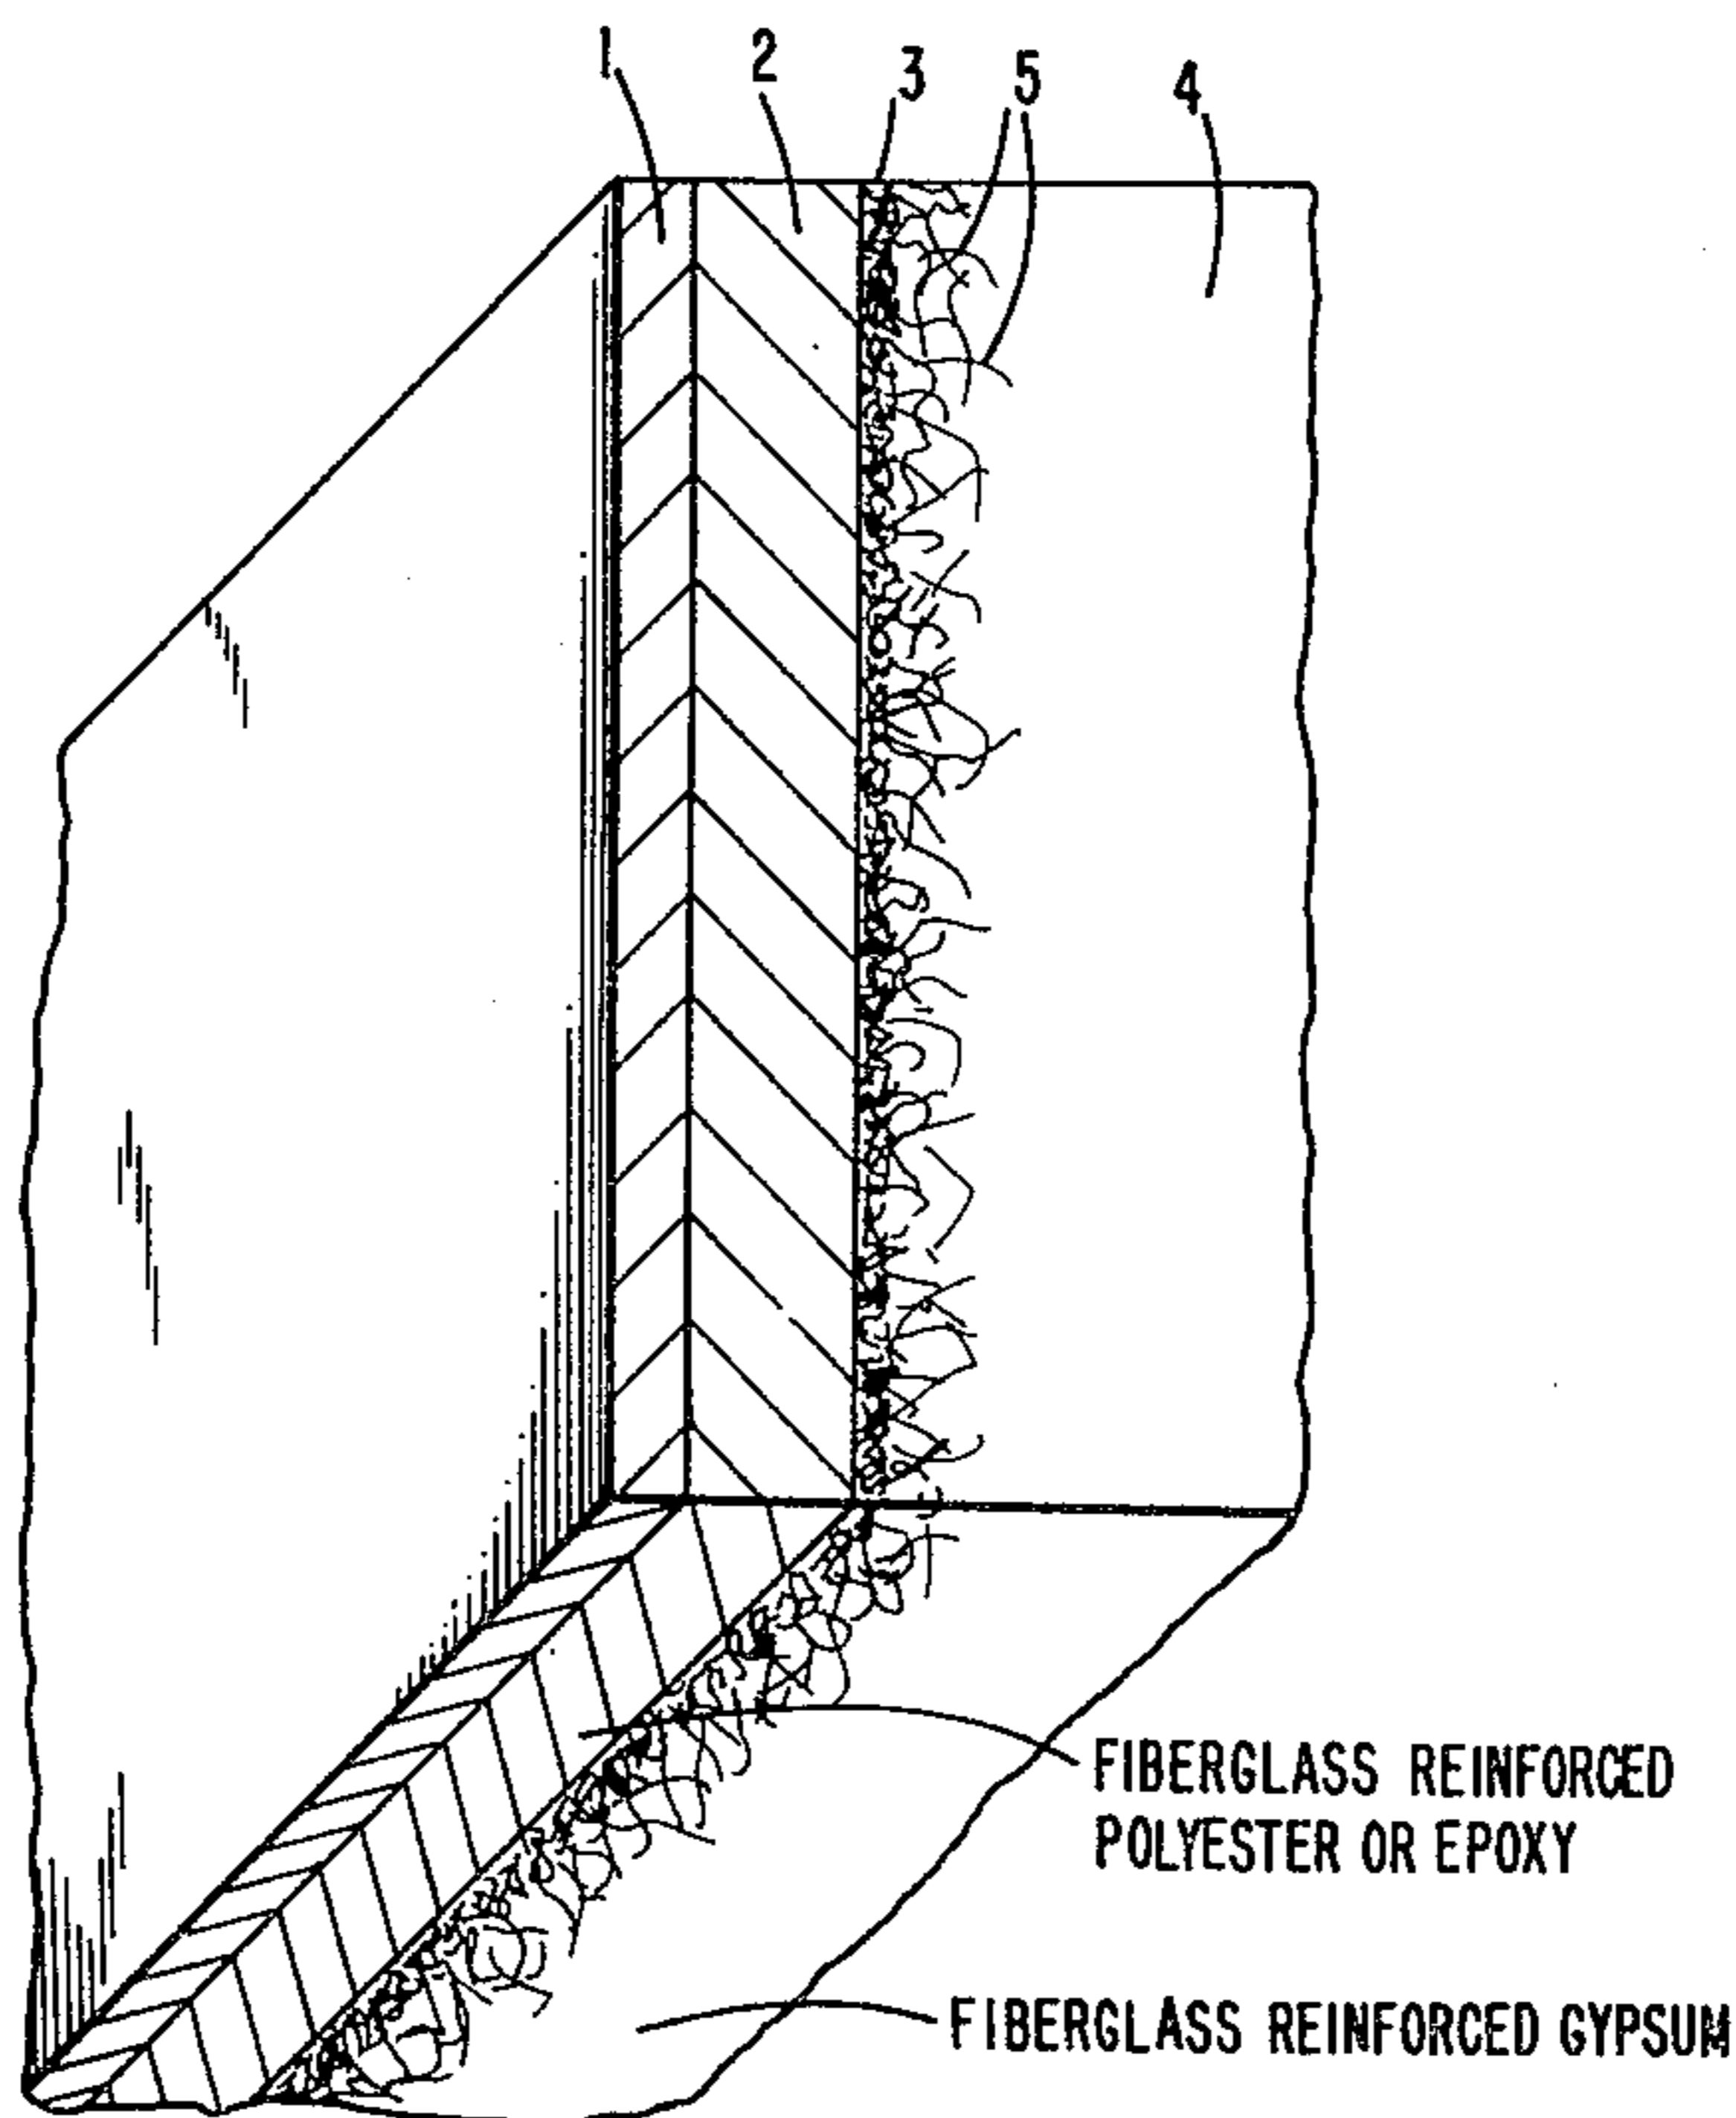 1 2 3 5 4
FIBERGLASS REINFORCED
POLYESTER OR EPOXY
FIBERGLASS REINFORCED GYPSUM